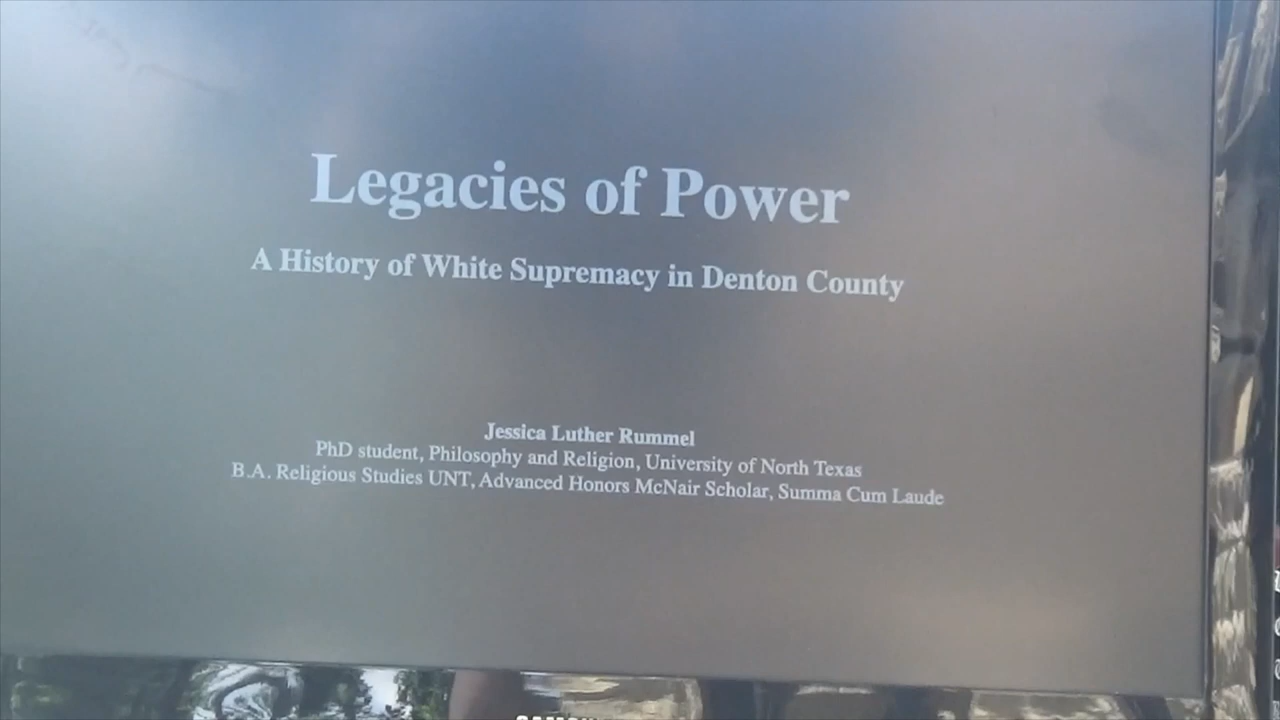 Legacies of Power
A History of White Supremacy in Denton County
Jessica Luther Rummel
PhD student, Philosophy and Religion, University of North Texas
B.A. Religious Studies UNT, Advanced Honors McNair Scholar, Summa Cum Laude